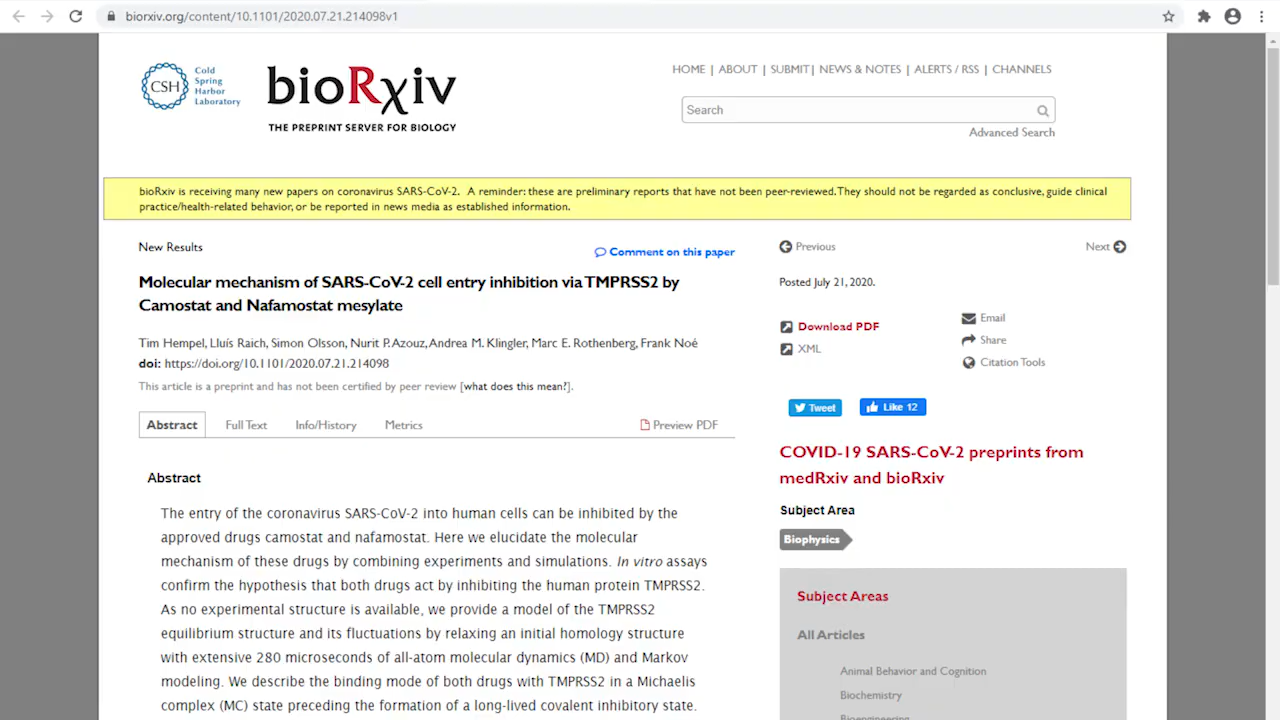 biorxiv.org/content/10.1101/2020.07.21.214098v1
CSH
Cold
Spring
Harbor
Laboratory
bioRxiv
THE PREPRINT SERVER FOR BIOLOGY
HOME | ABOUT | SUBMIT | NEWS & NOTES | ALERTS / RSS | CHANNELS
Search
Advanced Search
bioRxiv is receiving many new papers on coronavirus SARS-CoV-2. A reminder: these are preliminary reports that have not been peer-reviewed. They should not be regarded as conclusive, guide clinical
practice/health-related behavior, or be reported in news media as established information.
New Results
Comment on this paper
Molecular mechanism of SARS-CoV-2 cell entry inhibition via TMPRSS2 by
Camostat and Nafamostat mesylate
Tim Hempel, Lluís Raich, Simon Olsson, Nurit P. Azouz, Andrea M. Klingler, Marc E. Rothenberg, Frank Noé
doi: https://doi.org/10.1101/2020.07.21.214098
This article is a preprint and has not been certified by peer review [what does this mean?].
Abstract Full Text Info/History Metrics Preview PDF
Abstract
The entry of the coronavirus SARS-CoV-2 into human cells can be inhibited by the
approved drugs camostat and nafamostat. Here we elucidate the molecular
mechanism of these drugs by combining experiments and simulations. In vitro assays
confirm the hypothesis that both drugs act by inhibiting the human protein TMPRSS2.
As no experimental structure is available, we provide a model of the TMPRSS2
equilibrium structure and its fluctuations by relaxing an initial homology structure
with extensive 280 microseconds of all-atom molecular dynamics (MD) and Markov
modeling. We describe the binding mode of both drugs with TMPRSS2 in a Michaelis
complex (MC) state preceding the formation of a long-lived covalent inhibitory state.
Previous
Next
Posted July 21, 2020.
Download PDF
XML
Email
Share
Citation Tools
Tweet
Like 12
COVID-19 SARS-CoV-2 preprints from
medRxiv and bioRxiv
Subject Area
Biophysics
Subject Areas
All Articles
Animal Behavior and Cognition
Biochemistry
Bioengineering